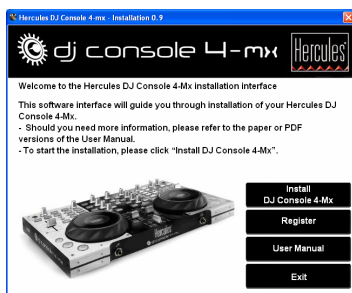 Hercules DJ Console 4-mx - Installation 0.9
dj console 4-mx
Hercules
Welcome to the Hercules DJ Console 4-Mx installation interface
This software interface will guide you through installation of your Hercules DJ
Console 4-Mx.
- Should you need more information, please refer to the paper or PDF
versions of the User Manual.
- To start the installation, please click “Install DJ Console 4-Mx”.
Install
DJ Console 4-Mx
Register
User Manual
Exit
Hercules